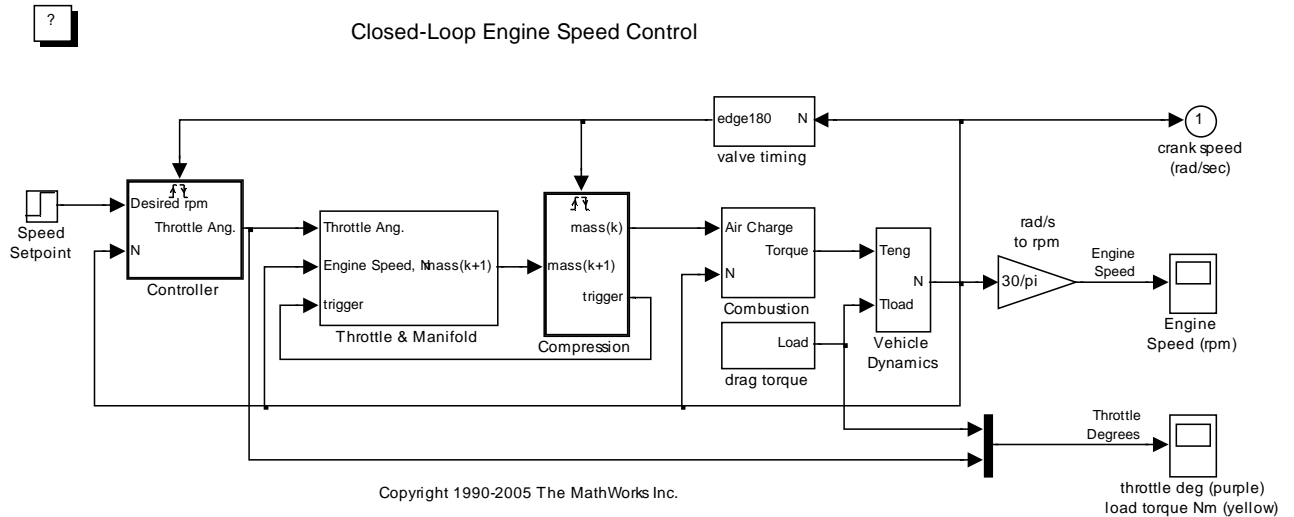 ?
Closed-Loop Engine Speed Control
edge180 N
valve timing
1
crank speed
(rad/sec)
Speed
Setpoint
Desired rpm
Throttle Ang.
N
Controller
Throttle Ang.
Engine Speed, N
mass(k+1)
trigger
Throttle & Manifold
mass(k)
mass(k+1)
trigger
Compression
Air Charge
Torque
N
Combustion
Load
drag torque
Teng
N
Tload
Vehicle
Dynamics
rad/s
to rpm
30/pi
Engine
Speed
Engine
Speed (rpm)
Throttle
Degrees
throttle deg (purple)
load torque Nm (yellow)
Copyright 1990-2005 The MathWorks Inc.